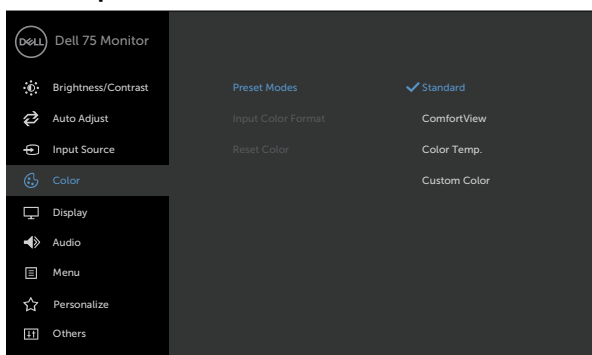 DELL Dell 75 Monitor
Brightness/Contrast Preset Modes Standard
Auto Adjust Input Color Format ComfortView
Input Source Reset Color Color Temp.
Color Custom Color
Display
Audio
Menu
Personalize
Others